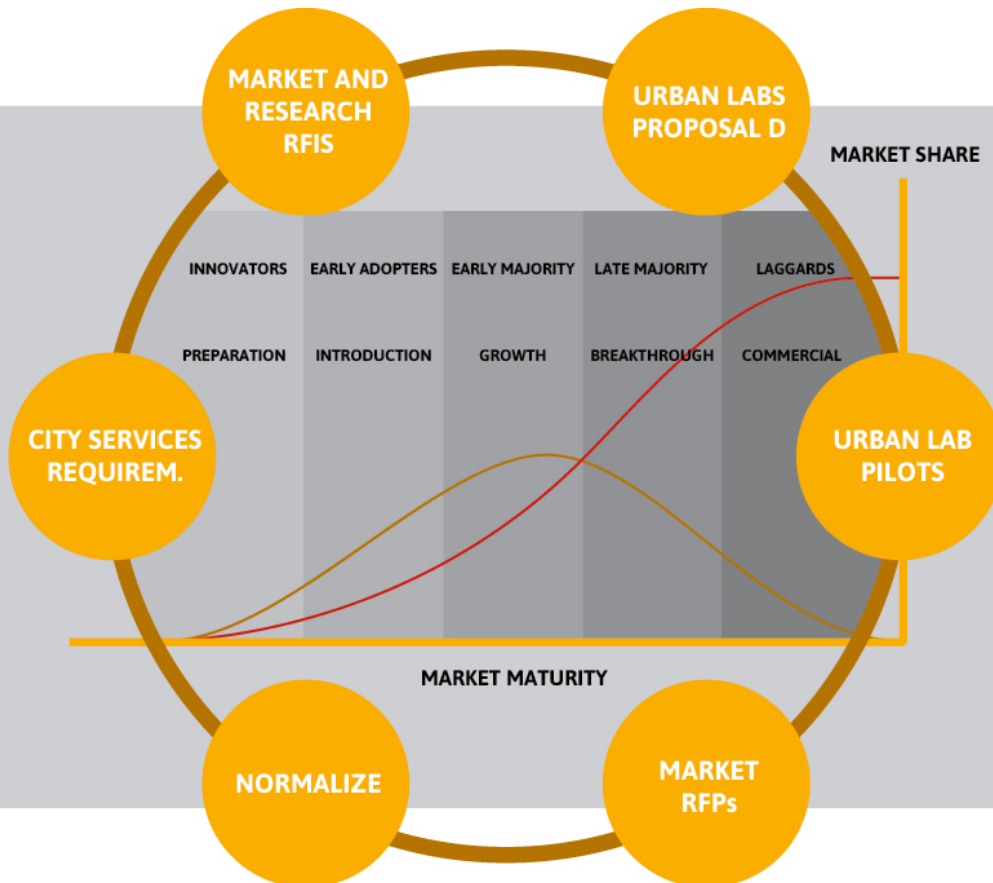 MARKET AND
RESEARCH
RFIS
URBAN LABS
PROPOSAL D
MARKET SHARE
INNOVATORS
EARLY ADOPTERS
EARLY MAJORITY
LATE MAJORITY
LAGGARDS
PREPARATION
INTRODUCTION
GROWTH
BREAKTHROUGH
COMMERCIAL
CITY SERVICES
REQUIREM.
URBAN LAB
PILOTS
MARKET MATURITY
NORMALIZE
MARKET
RFPs